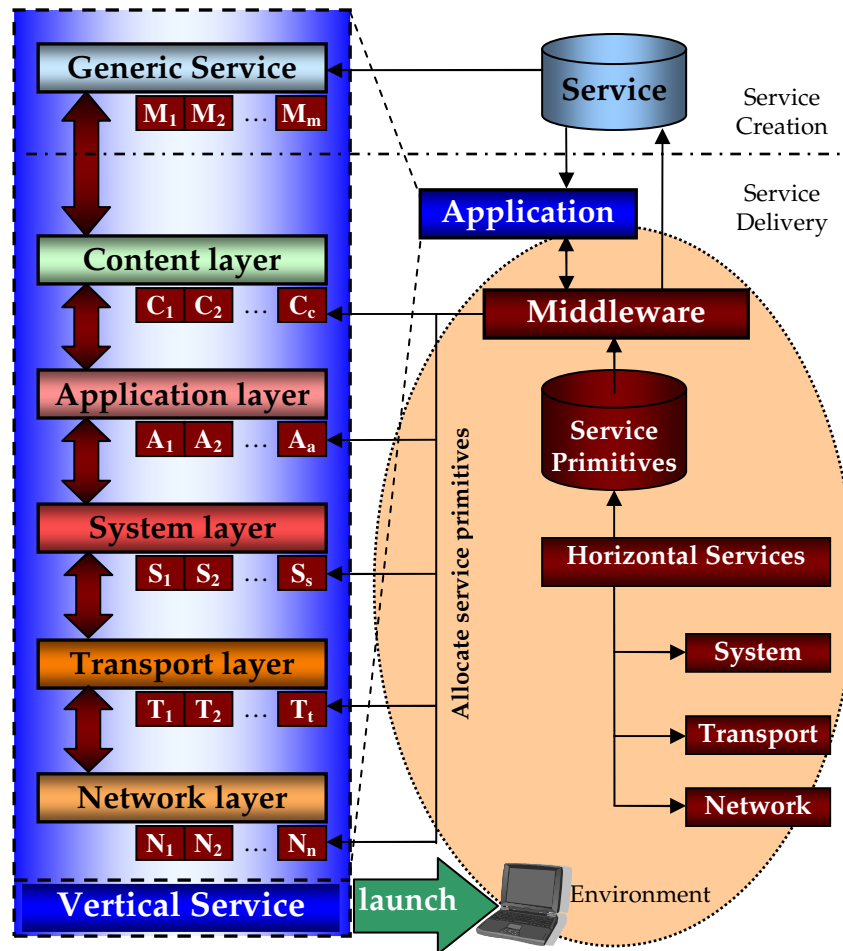 Generic Service
M1 M2 … Mm
Content layer
C1 C2 … Cc
Application layer
A1 A2 … Aa
System layer
S1 S2 … Ss
Transport layer
T1 T2 … Tt
Network layer
N1 N2 … Nn
Vertical Service
launch
Service
Service
Creation
Service
Delivery
Application
Middleware
Service
Primitives
Allocate service primitives
Horizontal Services
System
Transport
Network
Environment